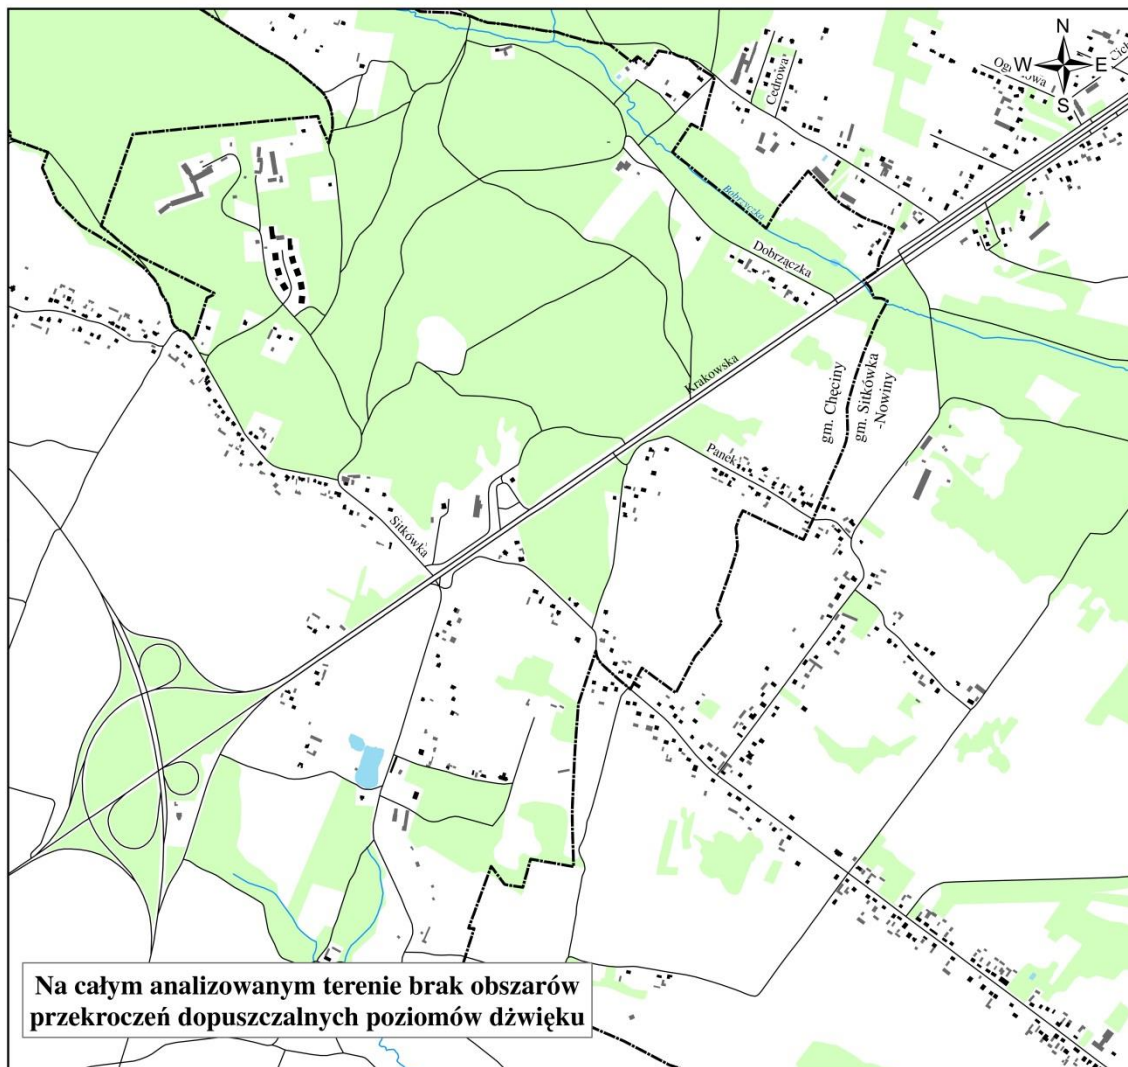 N
W
E
S
Cedrowa
Bobrzyczka
Dobrzączka
Krakowska
gm. Chęciny
gm. Sitkówka
-Nowiny
Panek
Sitkówka
Na całym analizowanym terenie brak obszarów
przekroczeń dopuszczalnych poziomów dźwięku